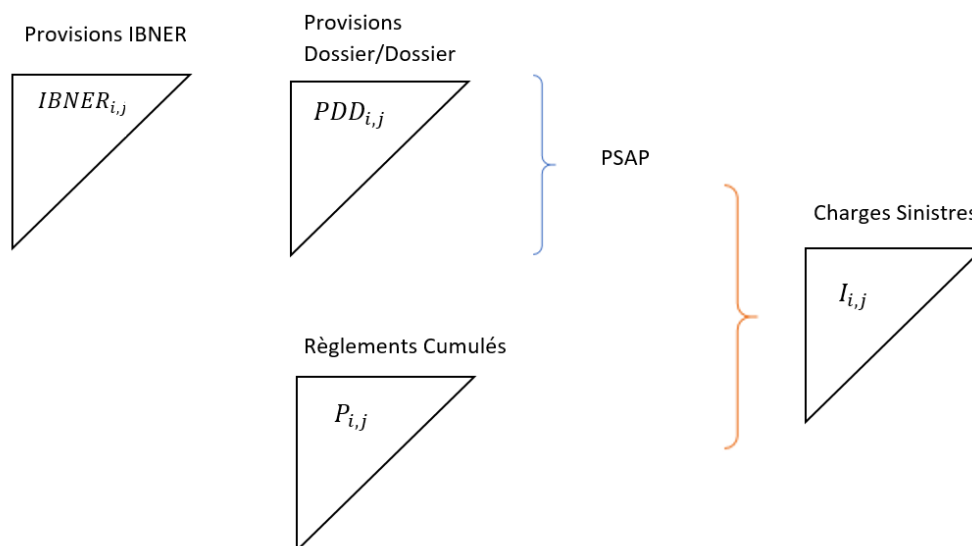 Provisions IBNER
Provisions
Dossier/Dossier
IBNER_{i,j}
PDD_{i,j}
PSAP
Charges Sinistres
I_{i,j}
Règlements Cumulés
P_{i,j}